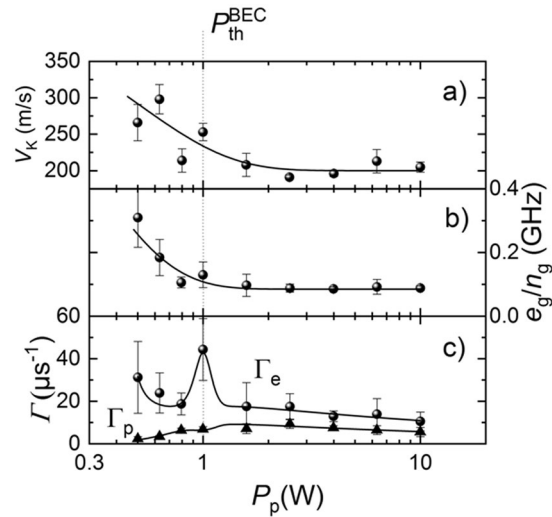 P_th^BEC
350
300
250
200
V_K (m/s)
a)
0.4
0.2
0.0
e_g/n_g (GHz)
b)
60
40
20
0
Γ(μs⁻¹)
c)
Γ_e
Γ_p
0.3 1 10
P_p(W)